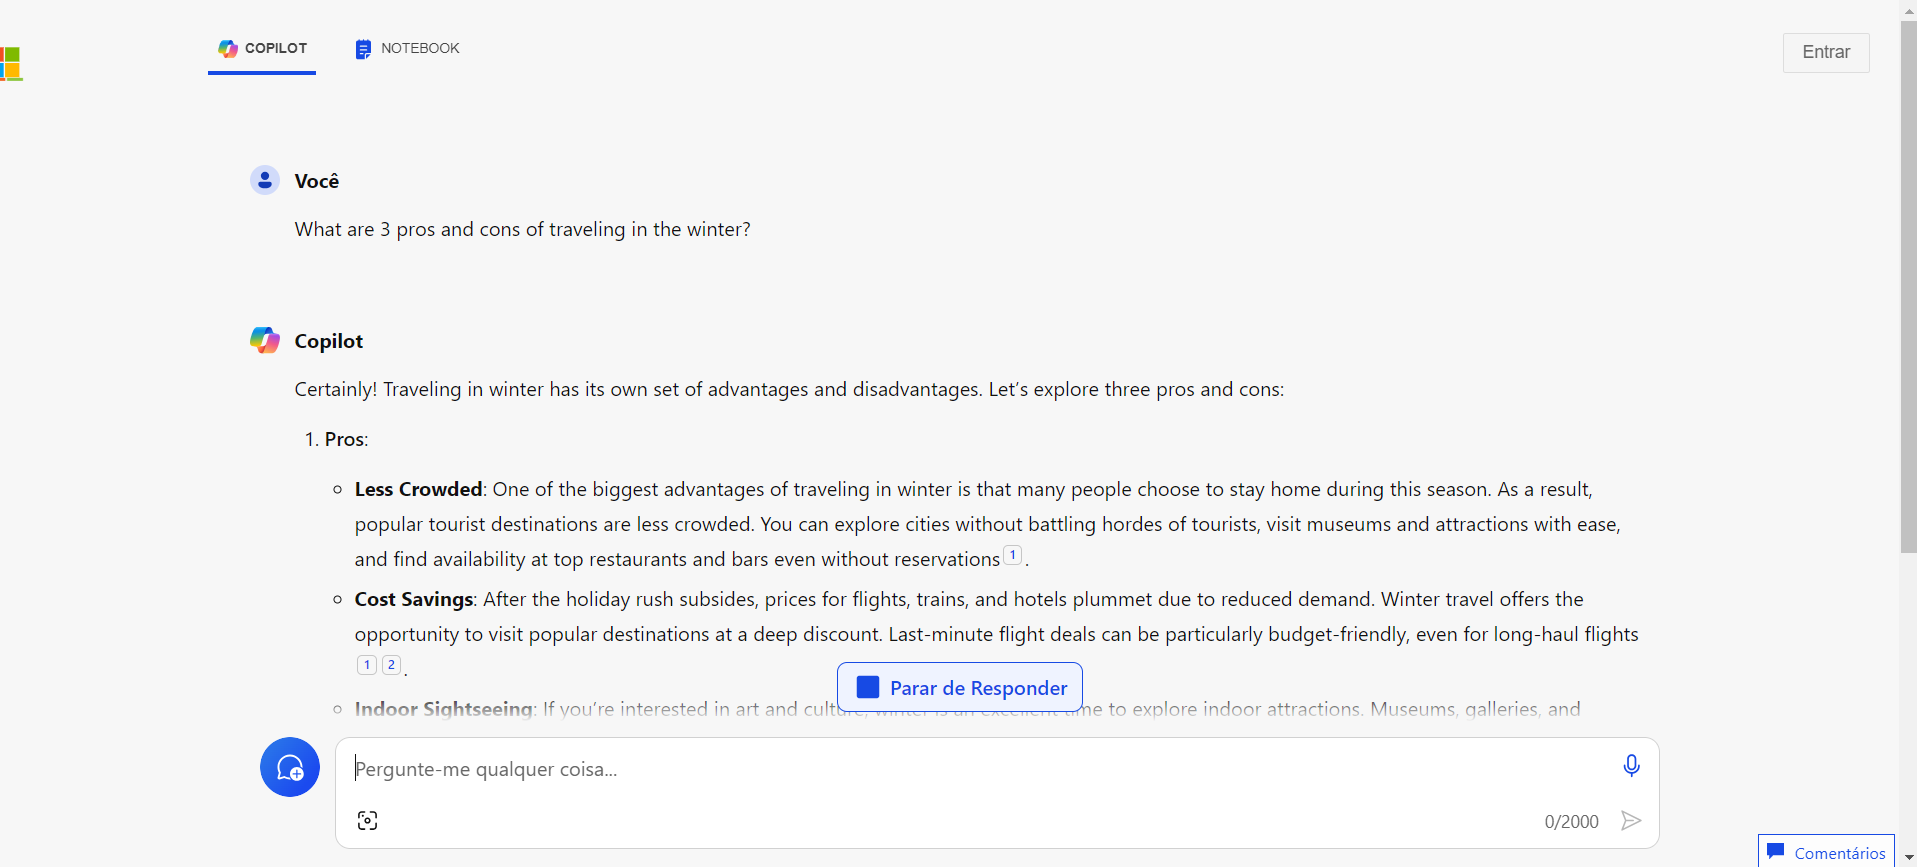 COPILOT
NOTEBOOK
Entrar
Você
What are 3 pros and cons of traveling in the winter?
Copilot
Certainly! Traveling in winter has its own set of advantages and disadvantages. Let’s explore three pros and cons:
1. Pros:
Less Crowded: One of the biggest advantages of traveling in winter is that many people choose to stay home during this season. As a result,
popular tourist destinations are less crowded. You can explore cities without battling hordes of tourists, visit museums and attractions with ease,
and find availability at top restaurants and bars even without reservations 1 .
Cost Savings: After the holiday rush subsides, prices for flights, trains, and hotels plummet due to reduced demand. Winter travel offers the
opportunity to visit popular destinations at a deep discount. Last-minute flight deals can be particularly budget-friendly, even for long-haul flights
1 2 .
Parar de Responder
Indoor Sightseeing: If you’re interested in art and culture, winter is an excellent time to explore indoor attractions. Museums, galleries, and
Pergunte-me qualquer coisa...
0/2000
Comentários